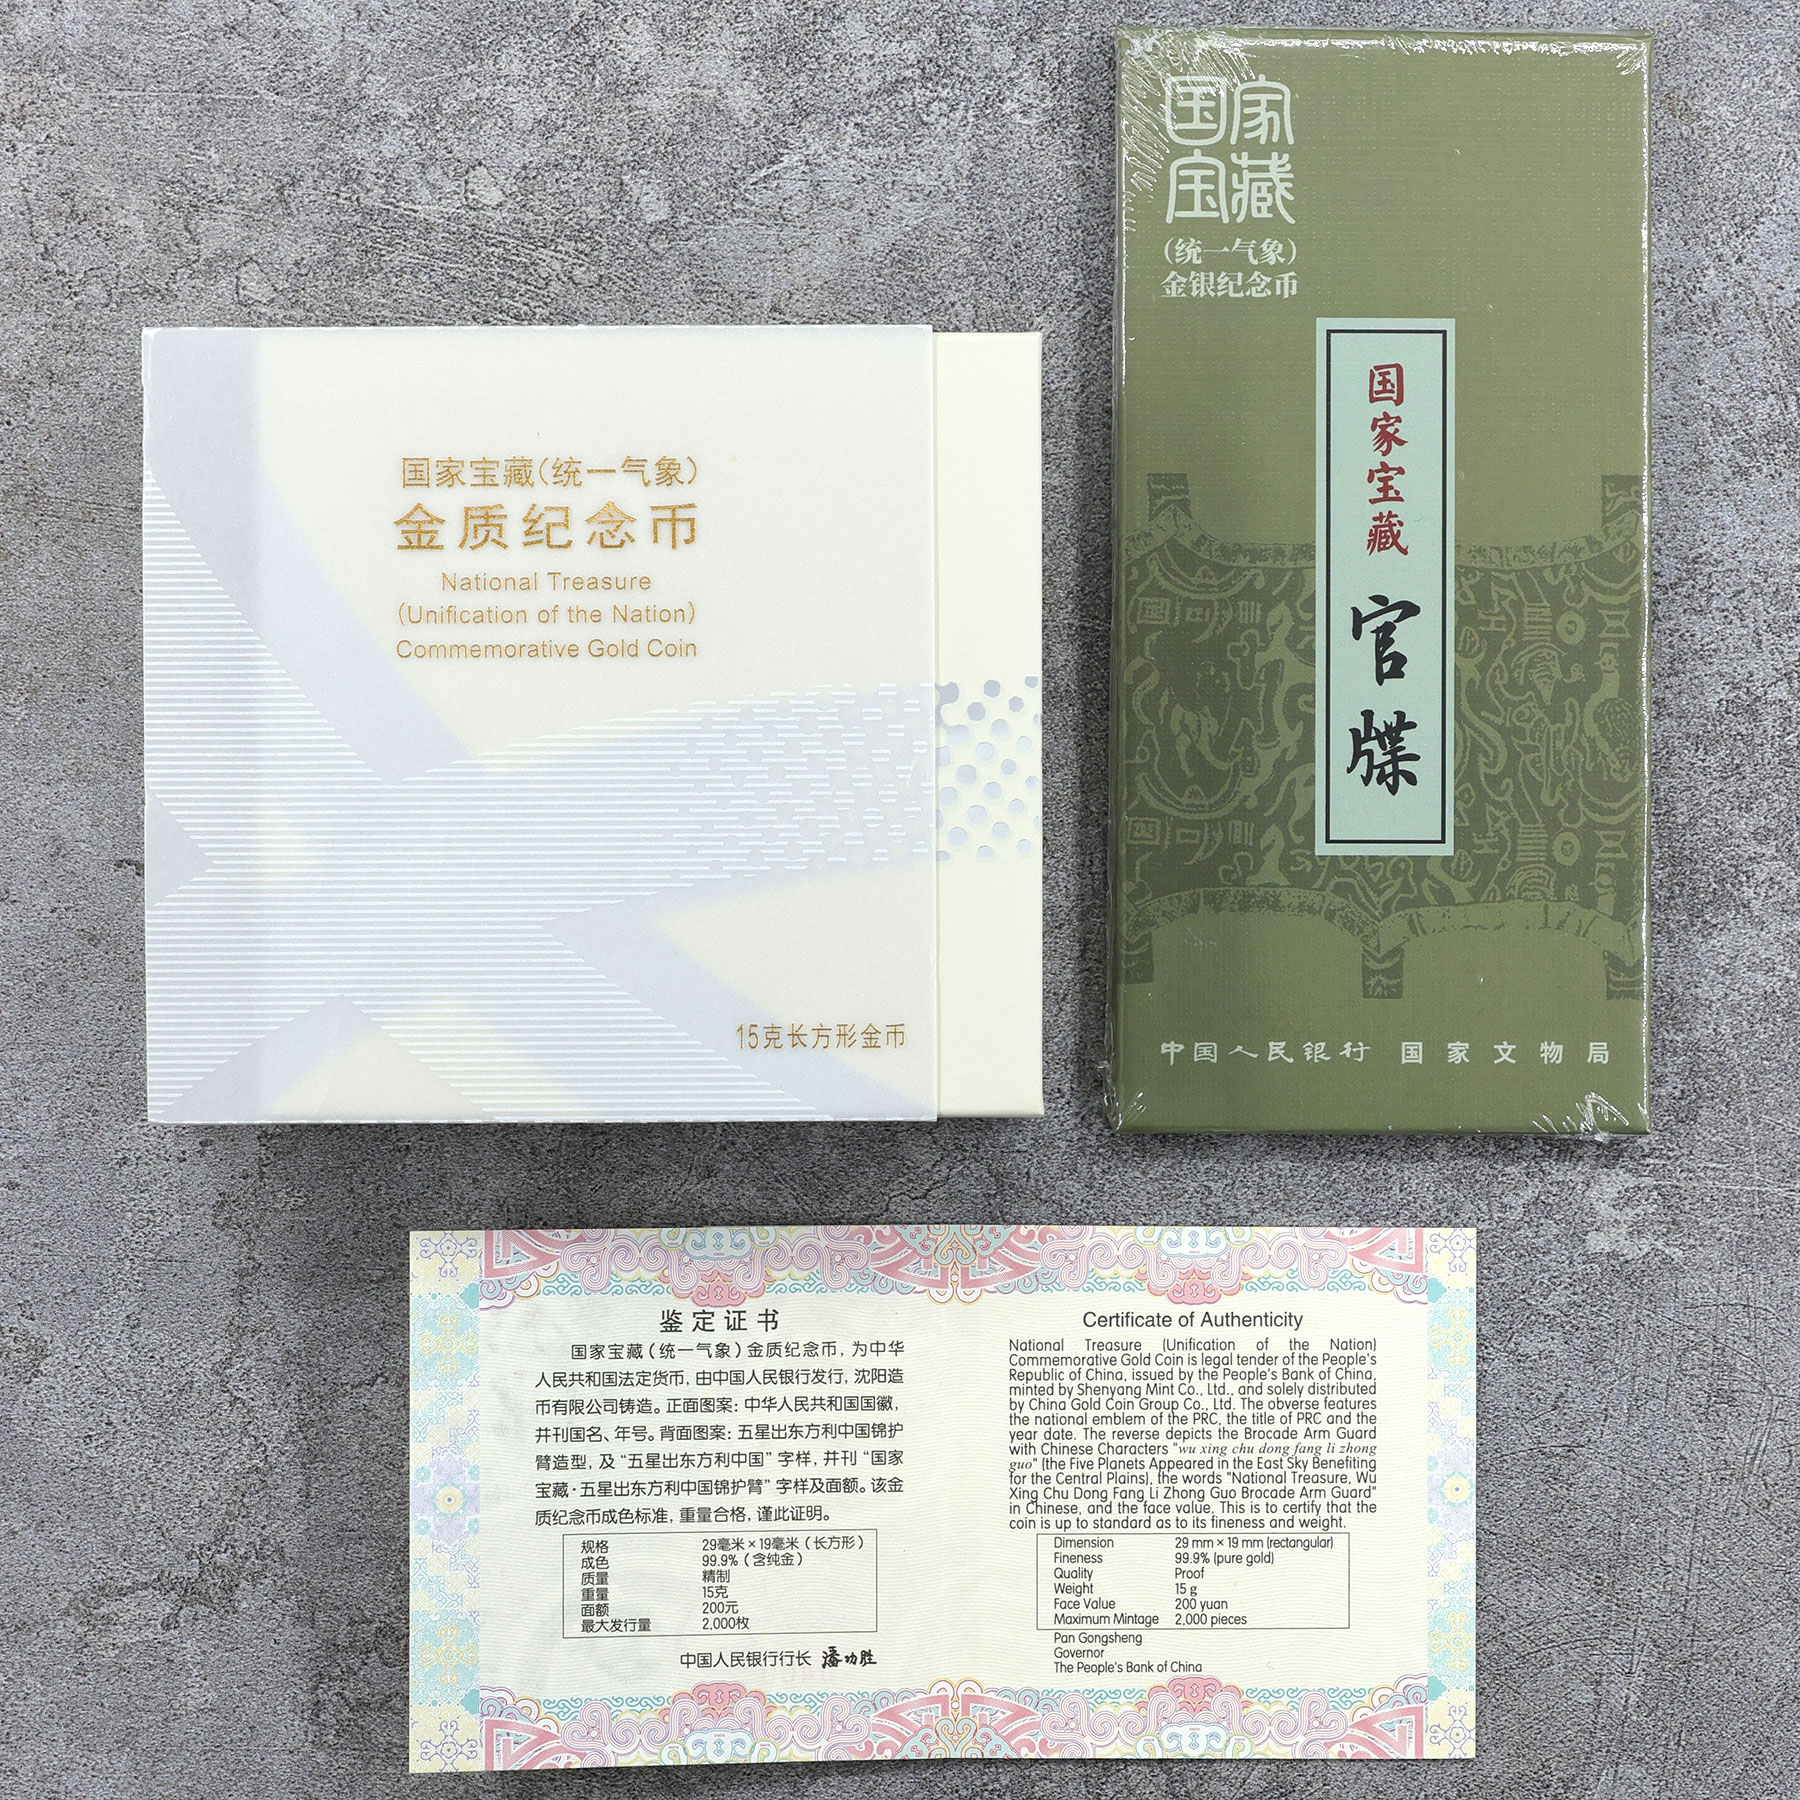 国家宝藏(统一气象)
金质纪念币
National Treasure
(Unification of the Nation)
Commemorative Gold Coin
15克长方形金币
国家
宝藏
(统一气象)
金银纪念币
国家宝藏 官牒
中国人民银行 国家文物局
鉴定证书
国家宝藏(统一气象)金质纪念币,为中华
人民共和国法定货币,由中国人民银行发行,沈阳造
币有限公司铸造。正面图案:中华人民共和国国徽,
并刊国名、年号。背面图案:五星出东方利中国锦护
臂造型,及“五星出东方利中国”字样,并刊“国家
宝藏·五星出东方利中国锦护臂”字样及面额。该金
质纪念币成色标准,重量合格,谨此证明。
规格 29毫米×19毫米(长方形)
成色 99.9%(含纯金)
质量 精制
重量 15克
面额 200元
最大发行量 2,000枚
中国人民银行行长 潘功胜
Certificate of Authenticity
National Treasure (Unification of the Nation)
Commemorative Gold Coin is legal tender of the People's
Republic of China, issued by the People's Bank of China,
minted by Shenyang Mint Co., Ltd., and solely distributed
by China Gold Coin Group Co., Ltd. The obverse features
the national emblem of the PRC, the title of PRC and the
year date. The reverse depicts the Brocade Arm Guard
with Chinese Characters "wu xing chu dong fang li zhong
guo" (the Five Planets Appeared in the East Sky Benefiting
for the Central Plains), the words "National Treasure, Wu
Xing Chu Dong Fang Li Zhong Guo Brocade Arm Guard"
in Chinese, and the face value. This is to certify that the
coin is up to standard as to its fineness and weight.
Dimension 29 mm × 19 mm (rectangular)
Fineness 99.9% (pure gold)
Quality Proof
Weight 15 g
Face Value 200 yuan
Maximum Mintage 2,000 pieces
Pan Gongsheng
Governor
The People's Bank of China